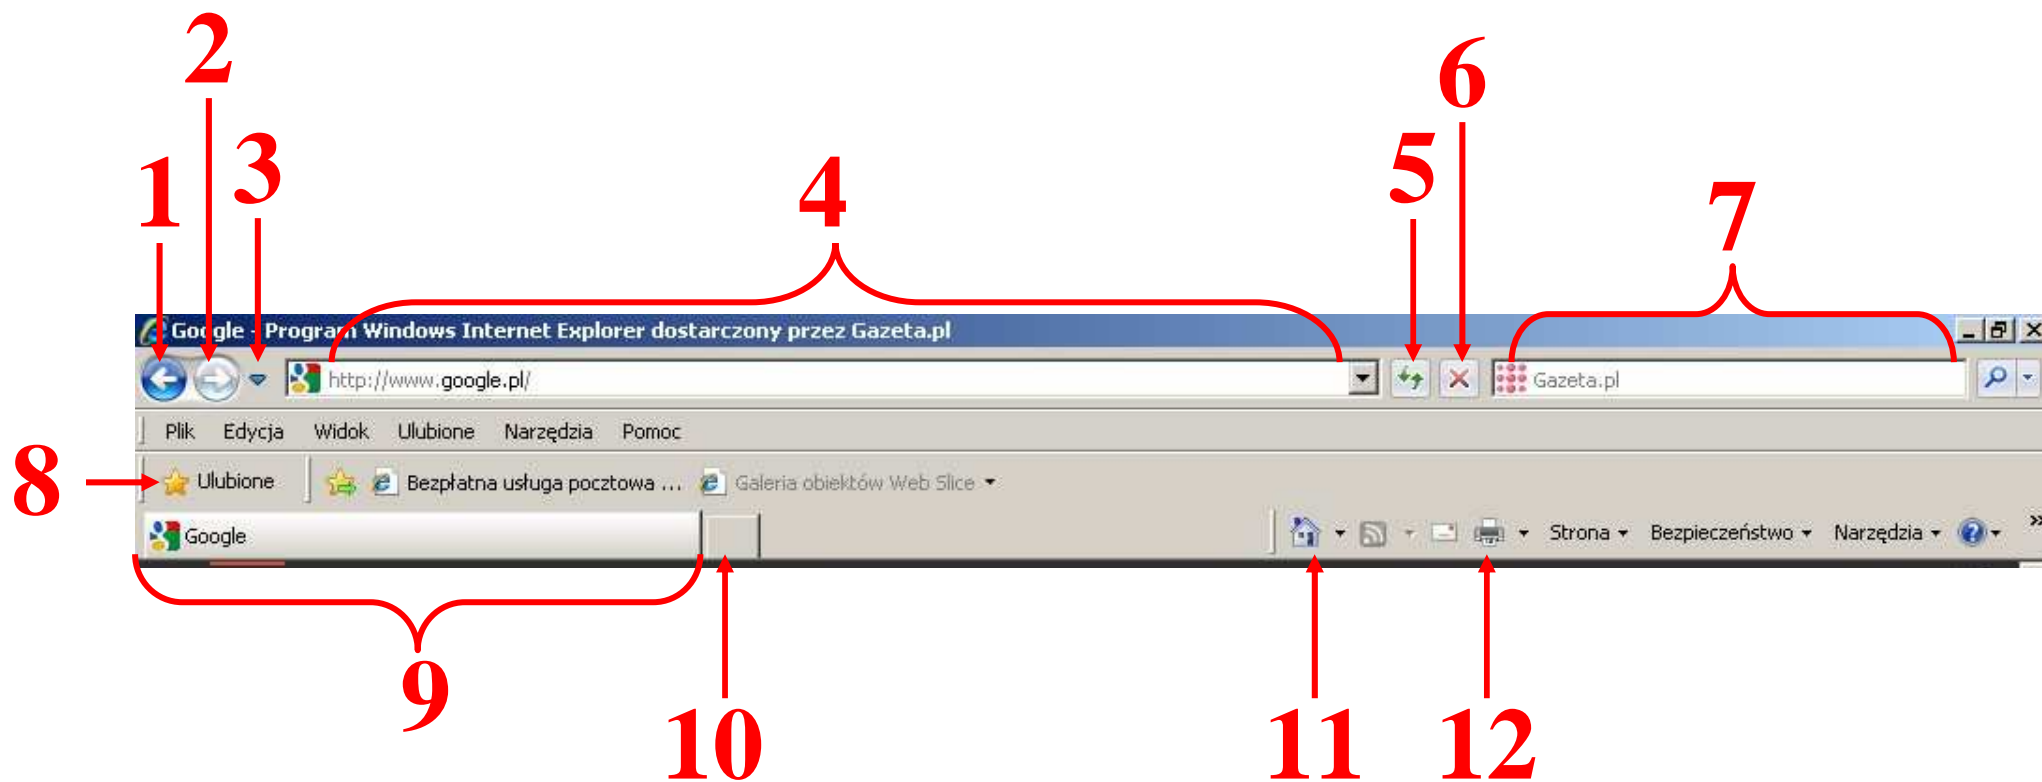 2
6
1
3
4
5
7
Google - Program Windows Internet Explorer dostarczony przez Gazeta.pl
http://www.google.pl/
Gazeta.pl
Plik Edycja Widok Ulubione Narzędzia Pomoc
8
Ulubione Bezpłatna usługa pocztowa ... Galeria obiektów Web Slice
Google
Strona Bezpieczeństwo Narzędzia »
9
10
11
12